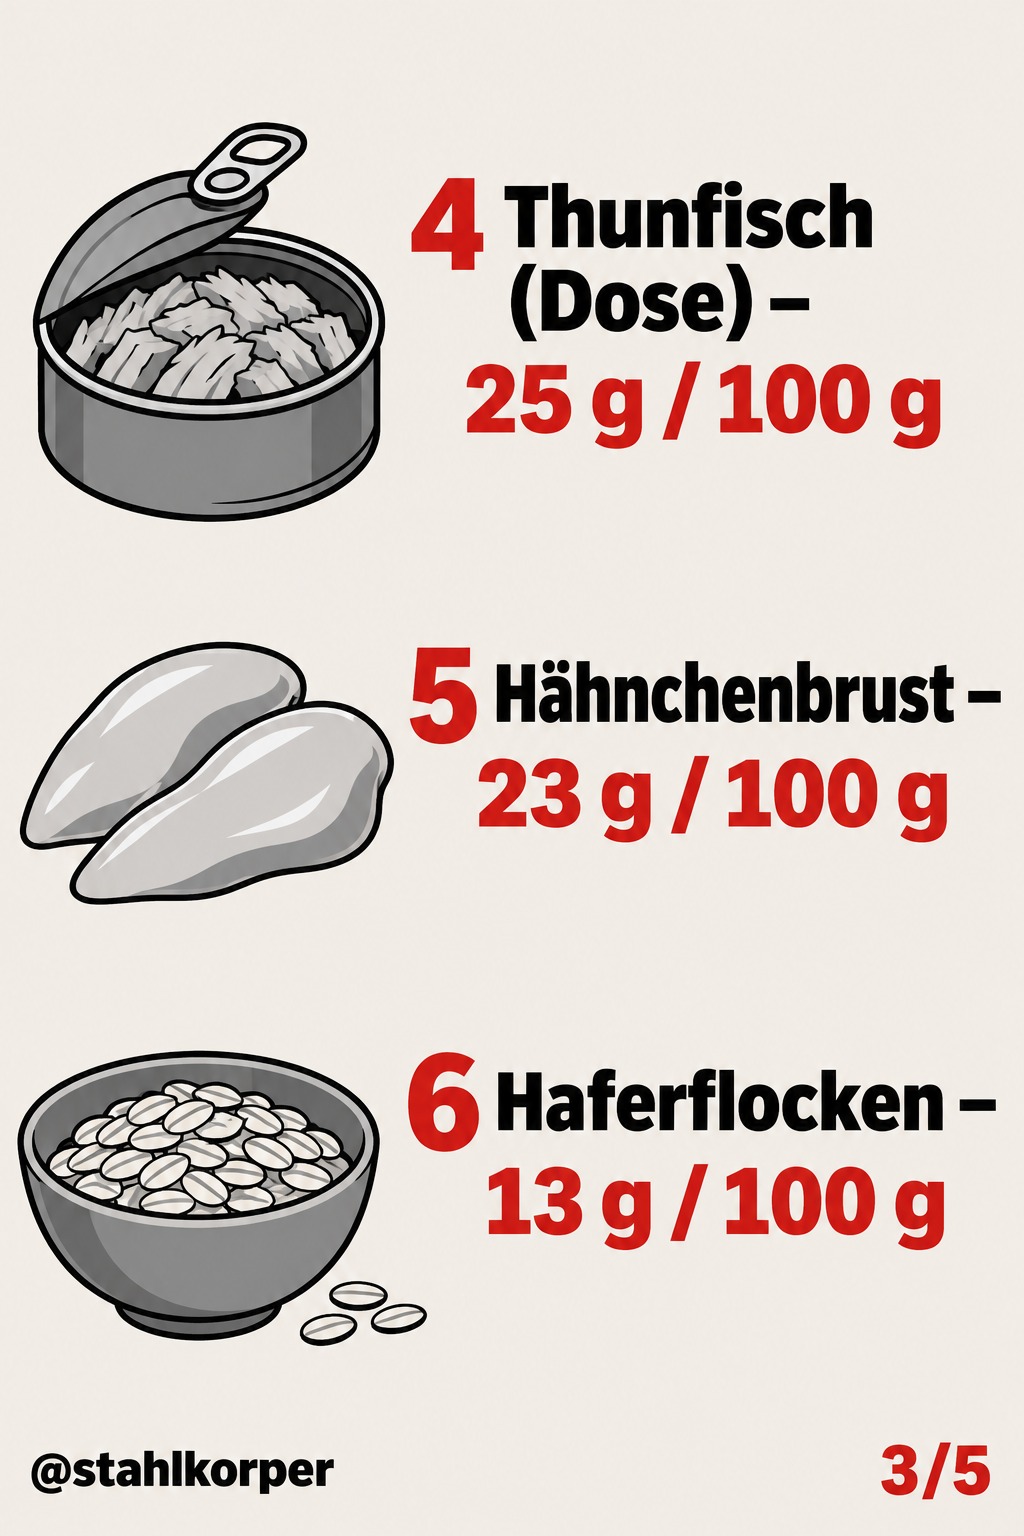 4 Thunfisch
(Dose) –
25 g / 100 g
5 Hähnchenbrust –
23 g / 100 g
6 Haferflocken –
13 g / 100 g
@stahlkorper
3/5